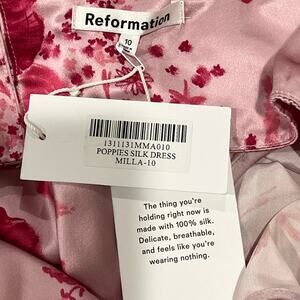 Reformation
10
1311131MMA010
POPPIES SILK DRESS
MILLA-10
The thing you're
holding right now is
made with 100% silk.
Delicate, breathable,
and feels like you're
wearing nothing.